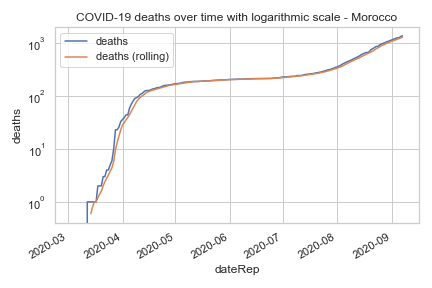 COVID-19 deaths over time with logarithmic scale - Morocco
deaths
deaths (rolling)
10³
10²
10¹
10⁰
deaths
2020-03
2020-04
2020-05
2020-06
2020-07
2020-08
2020-09
dateRep